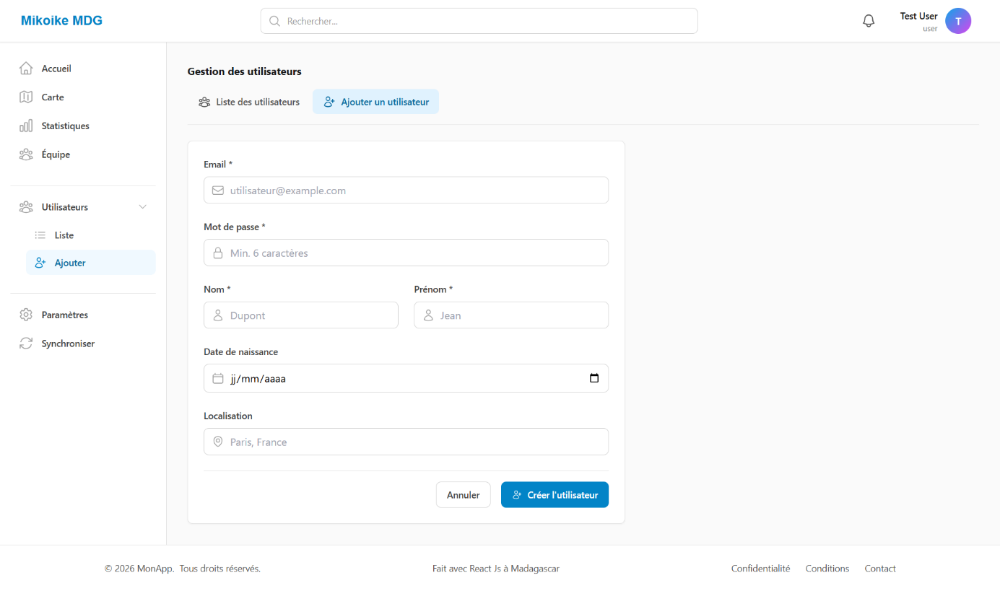 Mikoike MDG
Rechercher...
Test User
user
T
Accueil
Carte
Statistiques
Équipe
Utilisateurs
Liste
Ajouter
Paramètres
Synchroniser
Gestion des utilisateurs
Liste des utilisateurs
Ajouter un utilisateur
Email *
utilisateur@example.com
Mot de passe *
Min. 6 caractères
Nom *
Prénom *
Dupont
Jean
Date de naissance
jj/mm/aaaa
Localisation
Paris, France
Annuler
Créer l'utilisateur
© 2026 MonApp. Tous droits réservés.
Fait avec React Js à Madagascar
Confidentialité
Conditions
Contact